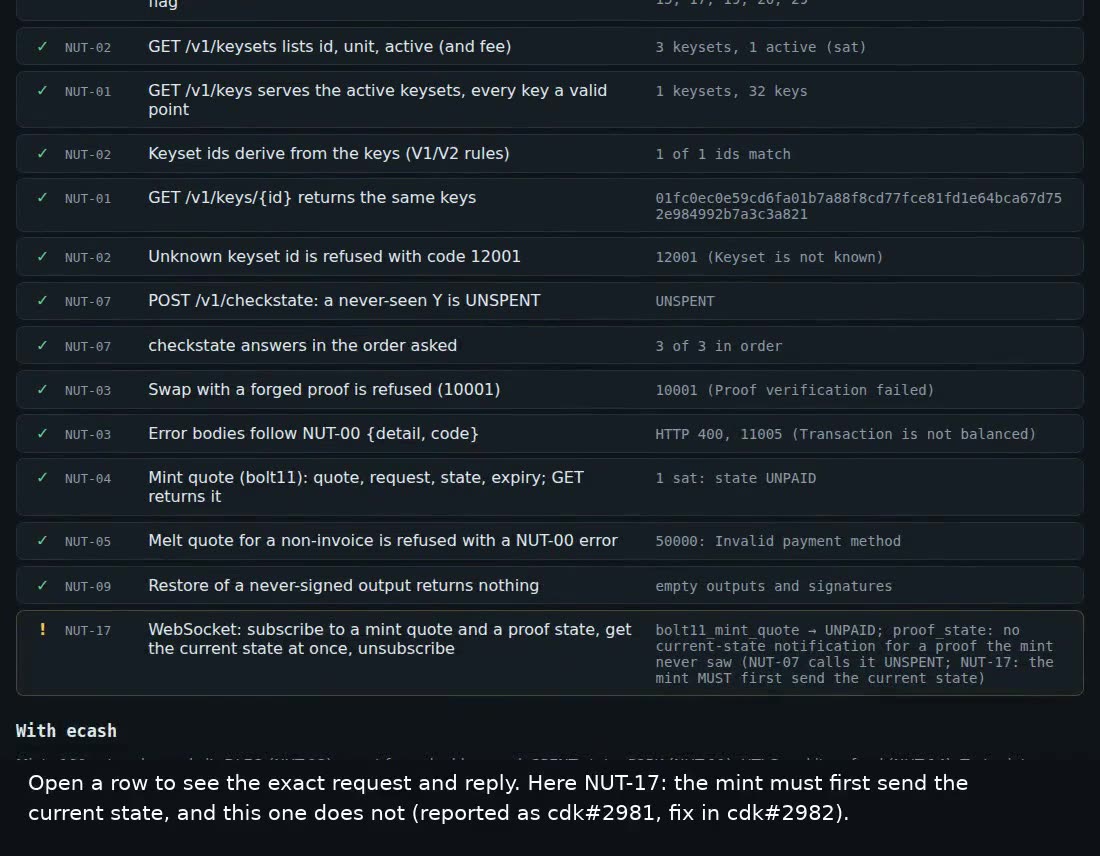 flag
✓ NUT-02 GET /v1/keysets lists id, unit, active (and fee) 3 keysets, 1 active (sat)
✓ NUT-01 GET /v1/keys serves the active keysets, every key a valid 1 keysets, 32 keys
point
✓ NUT-02 Keyset ids derive from the keys (V1/V2 rules) 1 of 1 ids match
✓ NUT-01 GET /v1/keys/{id} returns the same keys 01fc0ec0e59cd6fa01b7a88f8cd77fce81fd1e64bca67d75
2e984992b7a3c3a821
✓ NUT-02 Unknown keyset id is refused with code 12001 12001 (Keyset is not known)
✓ NUT-07 POST /v1/checkstate: a never-seen Y is UNSPENT UNSPENT
✓ NUT-07 checkstate answers in the order asked 3 of 3 in order
✓ NUT-03 Swap with a forged proof is refused (10001) 10001 (Proof verification failed)
✓ NUT-03 Error bodies follow NUT-00 {detail, code} HTTP 400, 11005 (Transaction is not balanced)
✓ NUT-04 Mint quote (bolt11): quote, request, state, expiry; GET 1 sat: state UNPAID
returns it
✓ NUT-05 Melt quote for a non-invoice is refused with a NUT-00 error 50000: Invalid payment method
✓ NUT-09 Restore of a never-signed output returns nothing empty outputs and signatures
! NUT-17 WebSocket: subscribe to a mint quote and a proof state, get bolt11_mint_quote → UNPAID; proof_state: no
the current state at once, unsubscribe current-state notification for a proof the mint
never saw (NUT-07 calls it UNSPENT; NUT-17: the
mint MUST first send the current state)
With ecash
Open a row to see the exact request and reply. Here NUT-17: the mint must first send the
current state, and this one does not (reported as cdk#2981, fix in cdk#2982).